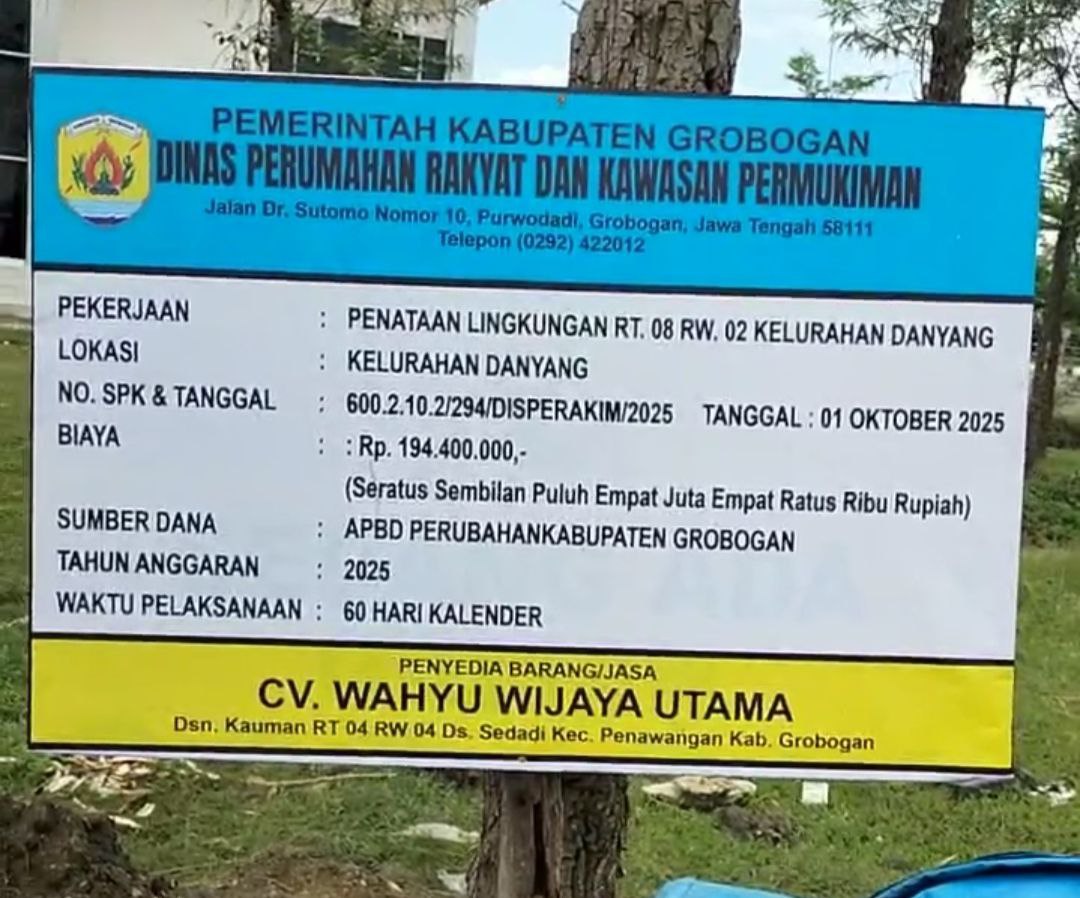 PEMERINTAH KABUPATEN GROBOGAN
DINAS PERUMAHAN RAKYAT DAN KAWASAN PERMUKIMAN
Jalan Dr. Sutomo Nomor 10, Purwodadi, Grobogan, Jawa Tengah 58111
Telepon (0292) 422012
PEKERJAAN : PENATAAN LINGKUNGAN RT. 08 RW. 02 KELURAHAN DANYANG
LOKASI : KELURAHAN DANYANG
NO. SPK & TANGGAL : 600.2.10.2/294/DISPERAKIM/2025 TANGGAL : 01 OKTOBER 2025
BIAYA : : Rp. 194.400.000,-
(Seratus Sembilan Puluh Empat Juta Empat Ratus Ribu Rupiah)
SUMBER DANA : APBD PERUBAHANKABUPATEN GROBOGAN
TAHUN ANGGARAN : 2025
WAKTU PELAKSANAAN : 60 HARI KALENDER
PENYEDIA BARANG/JASA
CV. WAHYU WIJAYA UTAMA
Dsn. Kauman RT 04 RW 04 Ds. Sedadi Kec. Penawangan Kab. Grobogan